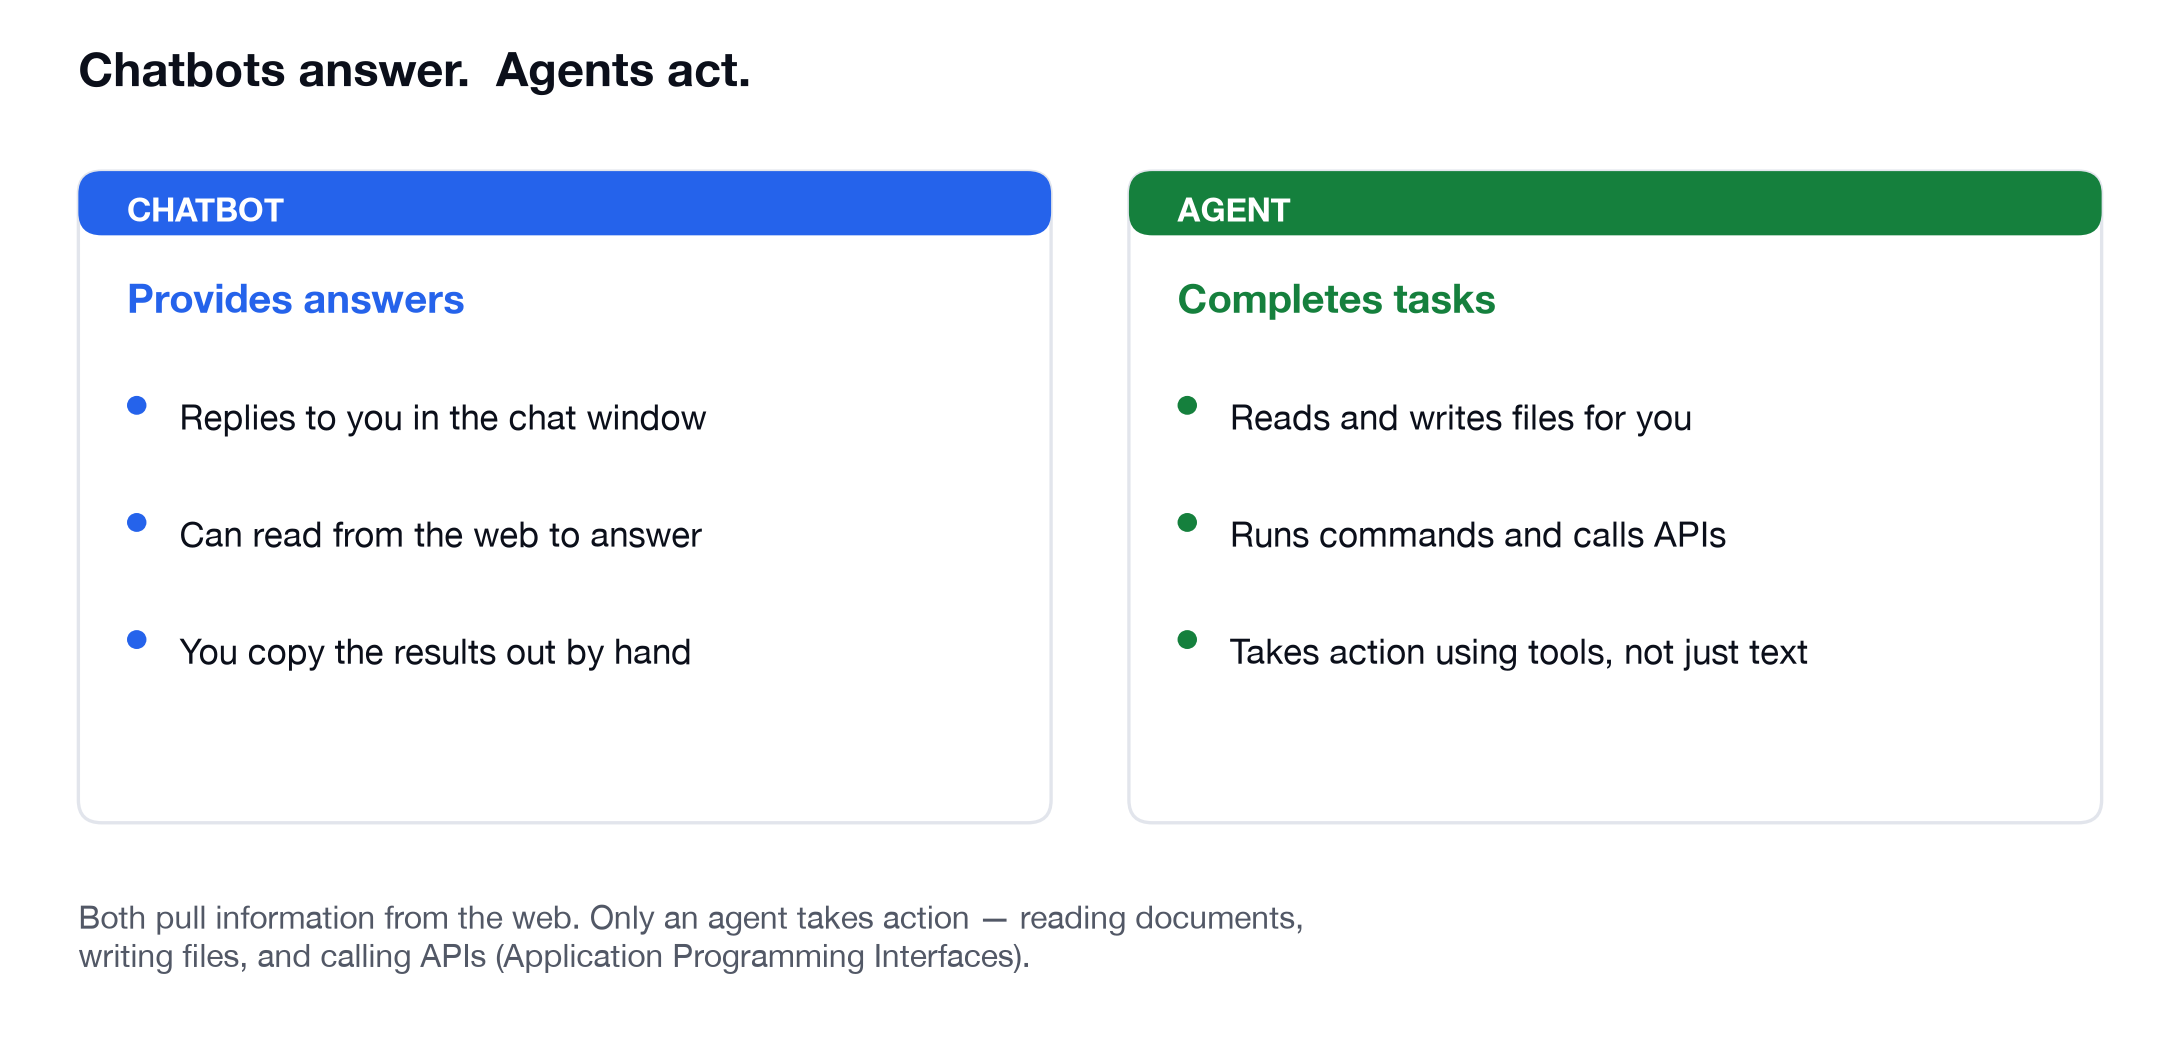 Chatbots answer. Agents act.
CHATBOT
Provides answers
Replies to you in the chat window
Can read from the web to answer
You copy the results out by hand
AGENT
Completes tasks
Reads and writes files for you
Runs commands and calls APIs
Takes action using tools, not just text
Both pull information from the web. Only an agent takes action — reading documents,
writing files, and calling APIs (Application Programming Interfaces).